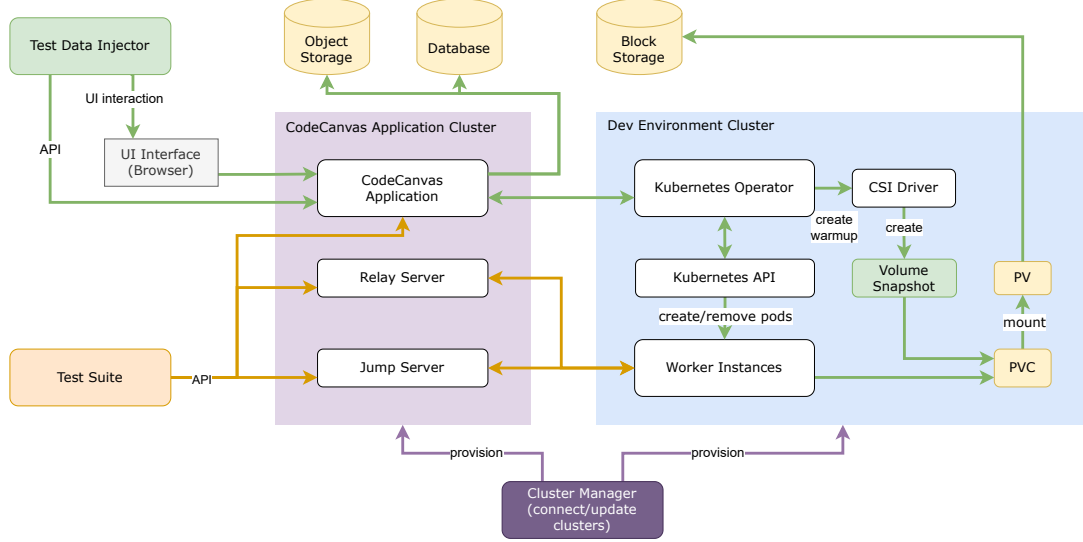 Test Data Injector
Object
Storage
Database
Block
Storage
UI interaction
API
CodeCanvas Application Cluster
Dev Environment Cluster
UI Interface
(Browser)
CodeCanvas
Application
Kubernetes Operator
CSI Driver
create
warmup
create
Relay Server
Kubernetes API
Volume
Snapshot
PV
create/remove pods
mount
Test Suite
API
Jump Server
Worker Instances
PVC
provision
provision
Cluster Manager
(connect/update
clusters)